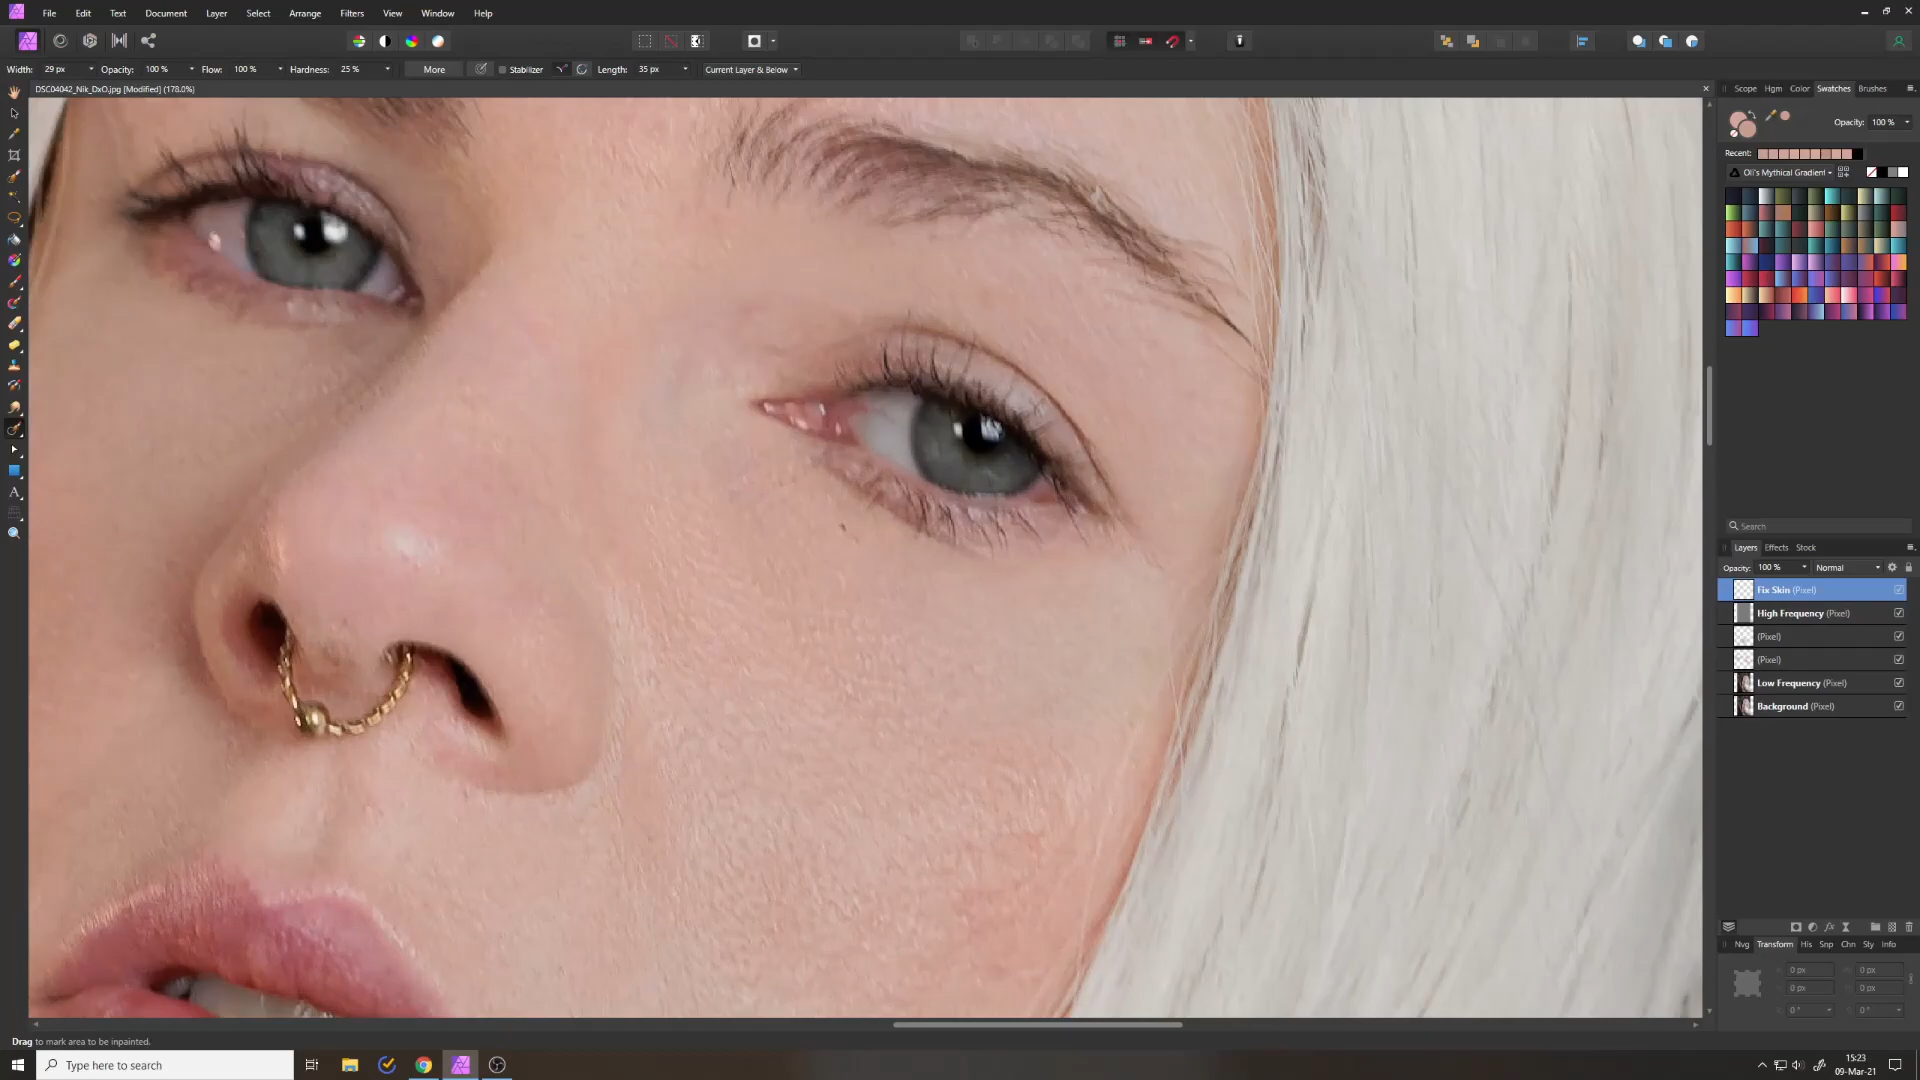 File Edit Text Document Layer Select Arrange Filters View Window Help
Width: 29 px Opacity: 100 % Flow: 100 % Hardness: 25 % More Stabilizer Length: 35 px Current Layer & Below
DSC04042_Nik_DxO.jpg [Modified] (178.0%)
Scope Hgm Color Swatches Brushes
Opacity: 100 %
Recent:
Oli's Mythical Gradient
Search
Layers Effects Stock
Opacity: 100 % Normal
Fix Skin (Pixel)
High Frequency (Pixel)
(Pixel)
(Pixel)
Low Frequency (Pixel)
Background (Pixel)
Nvg Transform His Snp Chn Sty Info
0 px 0 px
0 px 0 px
0 ° 0 °
Drag to mark area to be inpainted.
Type here to search
15:23
09-Mar-21